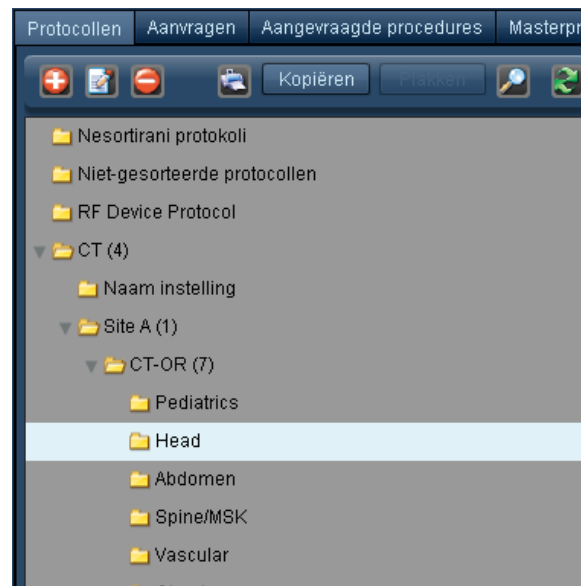 Protocollen Aanvragen Aangevraagde procedures
Kopiëren Plakken
Nesortirani protokoli
Niet-gesorteerde protocollen
RF Device Protocol
CT (4)
Naam instelling
Site A (1)
CT-OR (7)
Pediatrics
Head
Abdomen
Spine/MSK
Vascular